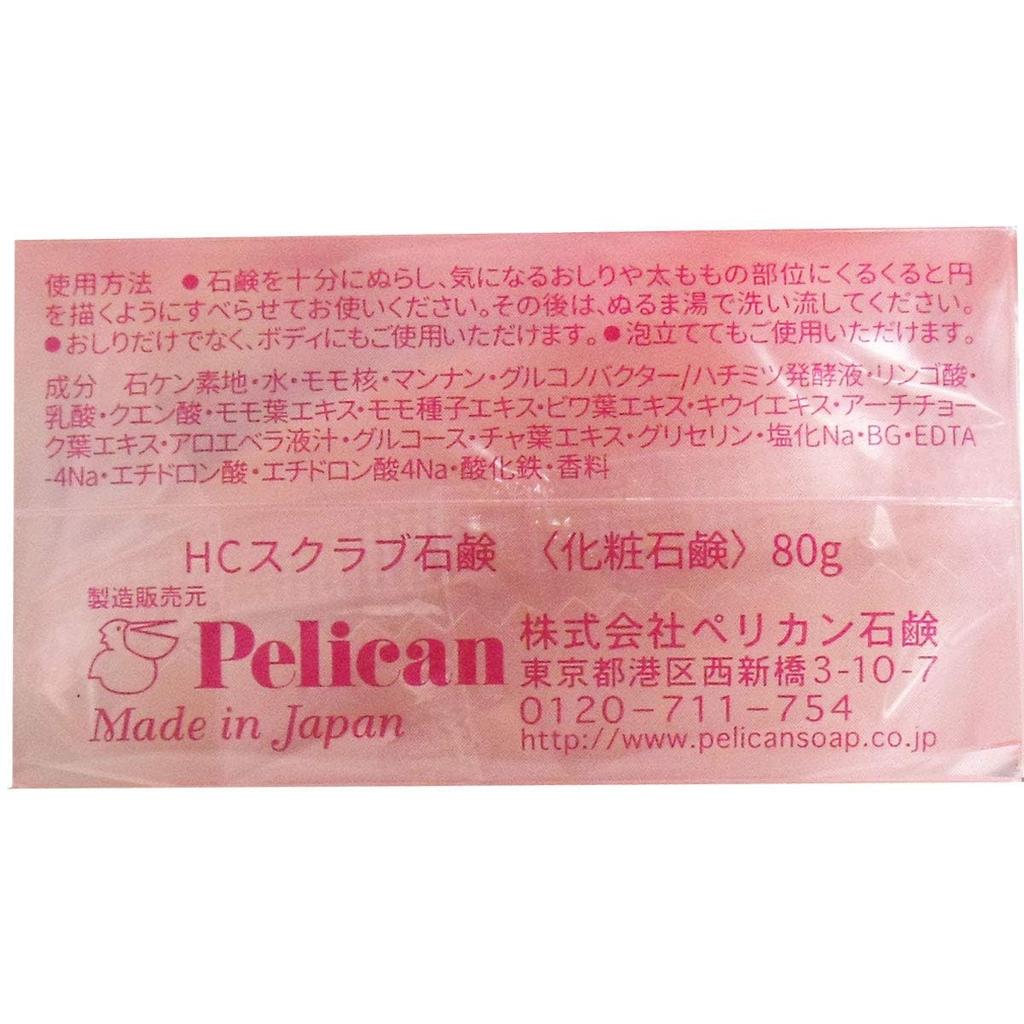 使用方法 ●石鹸を十分にぬらし、気になるおしりや太ももの部位にくるくると円
を描くようにすべらせてお使いください。その後は、ぬるま湯で洗い流してください。
●おしりだけでなく、ボディにもご使用いただけます。●泡立ててもご使用いただけます。
成分 石ケン素地・水・モモ核・マンナン・グルコノバクター/ハチミツ発酵液・リンゴ酸・
乳酸・クエン酸・モモ葉エキス・モモ種子エキス・ビワ葉エキス・キウイエキス・アーチチョー
ク葉エキス・アロエベラ液汁・グルコース・チャ葉エキス・グリセリン・塩化Na・BG・EDTA
-4Na・エチドロン酸・エチドロン酸4Na・酸化鉄・香料
HCスクラブ石鹸 〈化粧石鹸〉80g
製造販売元
Pelican
Made in Japan
株式会社ペリカン石鹸
東京都港区西新橋3-10-7
0120−711−754
http://www.pelicansoap.co.jp